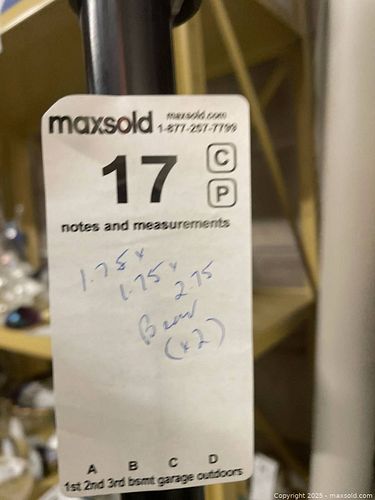 maxsold maxsold.com
1-877-257-7799
17 C
P
notes and measurements
1.75 x
1.75 x
2.75
(x2)
A B C D
1st 2nd 3rd bsmt garage outdoors
Copyright 2025 - maxsold.com